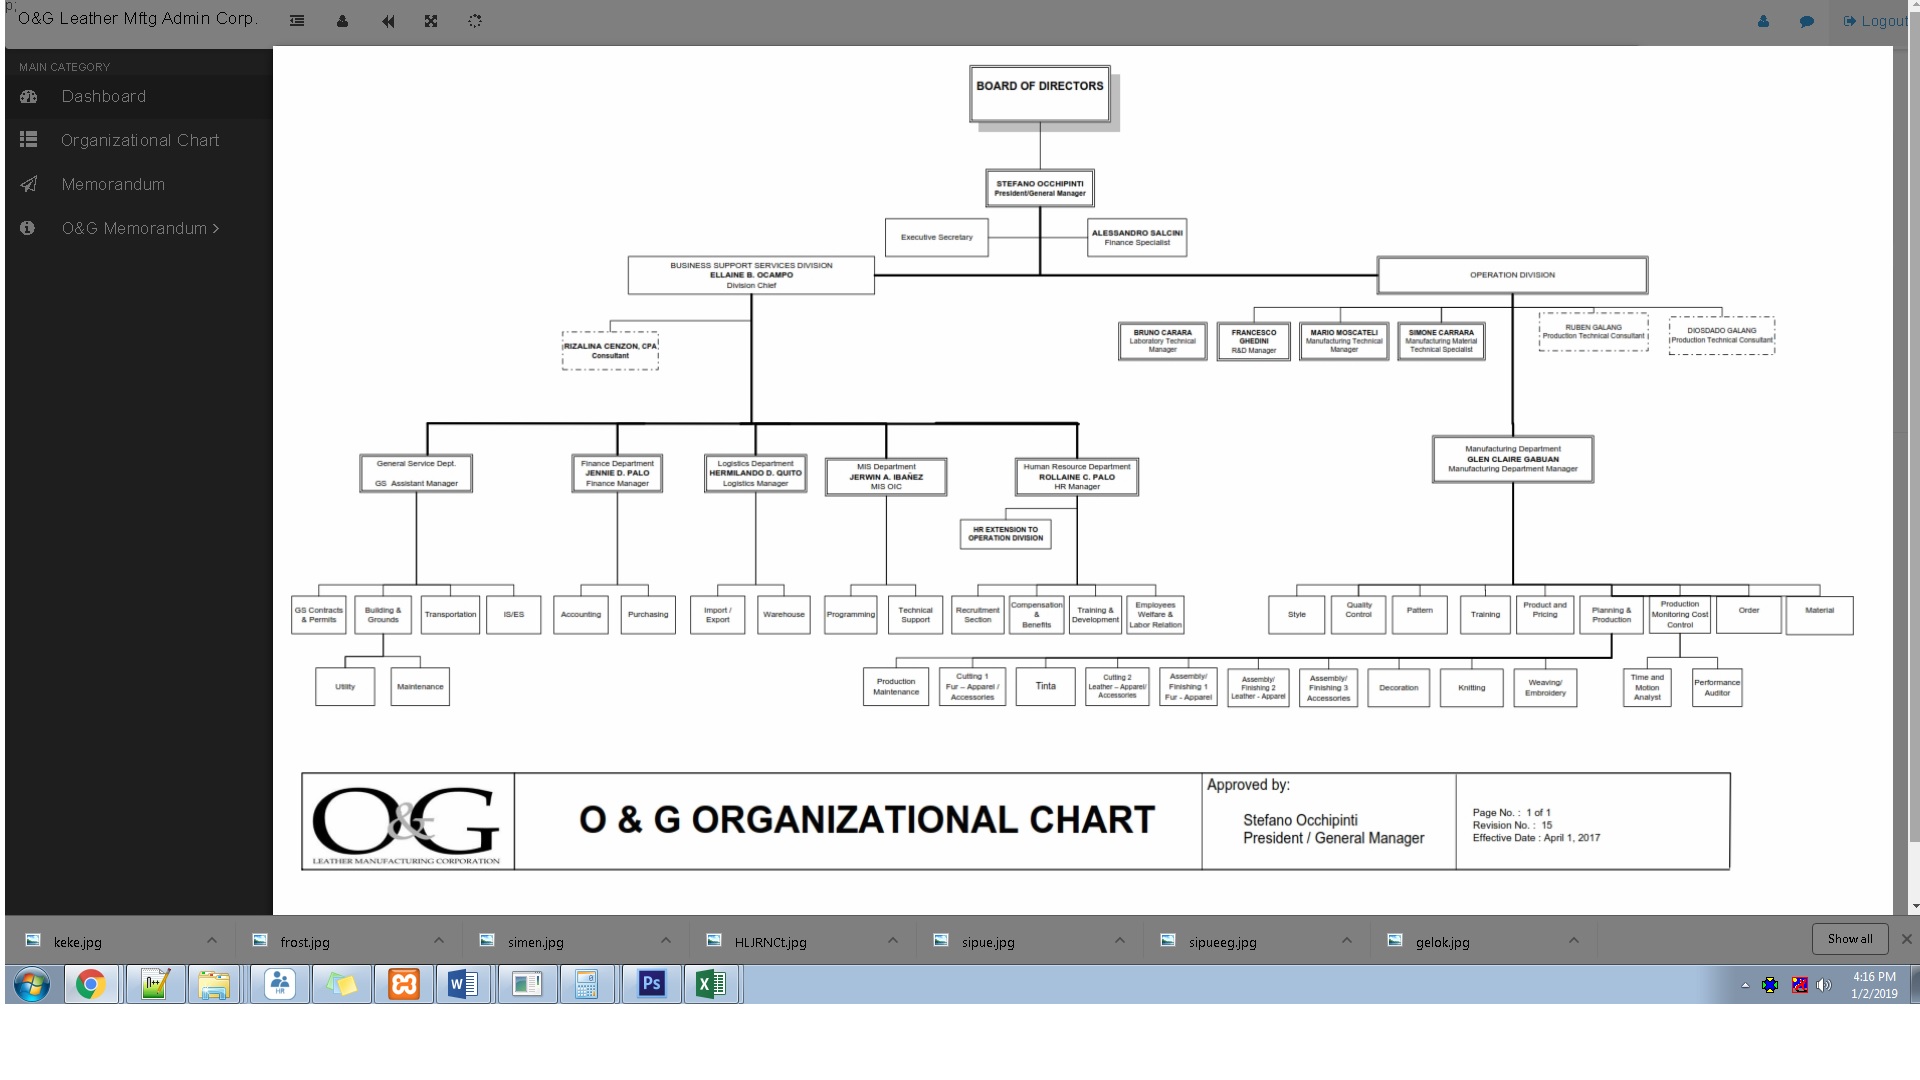 p;
O&G Leather Mftg Admin Corp.
Logout
MAIN CATEGORY
Dashboard
Organizational Chart
Memorandum
O&G Memorandum >
BOARD OF DIRECTORS
STEFANO OCCHIPINTI
President/General Manager
Executive Secretary
ALESSANDRO SALCINI
Finance Specialist
BUSINESS SUPPORT SERVICES DIVISION
ELLAINE B. OCAMPO
Division Chief
OPERATION DIVISION
RIZALINA CENZON, CPA
Consultant
BRUNO CARARA
Laboratory Technical
Manager
FRANCESCO
GHEDINI
R&D Manager
MARIO MOSCATELI
Manufacturing Technical
Manager
SIMONE CARRARA
Manufacturing Material
Technical Specialist
RUBEN GALANG
Production Technical Consultant
DIOSDADO GALANG
Production Technical Consultant
General Service Dept.
GS Assistant Manager
Finance Department
JENNIE D. PALO
Finance Manager
Logistics Department
HERMILANDO D. QUITO
Logistics Manager
MIS Department
JERWIN A. IBAÑEZ
MIS OIC
Human Resource Department
ROLLAINE C. PALO
HR Manager
Manufacturing Department
GLEN CLAIRE GABUAN
Manufacturing Department Manager
HR EXTENSION TO
OPERATION DIVISION
GS Contracts
& Permits
Building &
Grounds
Transportation
IS/ES
Accounting
Purchasing
Import /
Export
Warehouse
Programming
Technical
Support
Recruitment
Section
Compensation
&
Benefits
Training &
Development
Employees
Welfare &
Labor Relation
Style
Quality
Control
Pattern
Training
Product and
Pricing
Planning &
Production
Production
Monitoring Cost
Control
Order
Material
Utility
Maintenance
Production
Maintenance
Cutting 1
Fur – Apparel /
Accessories
Tinta
Cutting 2
Leather – Apparel/
Accessories
Assembly/
Finishing 1
Fur - Apparel
Assembly/
Finishing 2
Leather - Apparel
Assembly/
Finishing 3
Accessories
Decoration
Knitting
Weaving/
Embroidery
Time and
Motion
Analyst
Performance
Auditor
O&G
LEATHER MANUFACTURING CORPORATION
O & G ORGANIZATIONAL CHART
Approved by:
Stefano Occhipinti
President / General Manager
Page No. : 1 of 1
Revision No. : 15
Effective Date : April 1, 2017
keke.jpg
frost.jpg
simen.jpg
HLJRNCt.jpg
sipue.jpg
sipueeg.jpg
gelok.jpg
Show all
HR
Ps
4:16 PM
1/2/2019